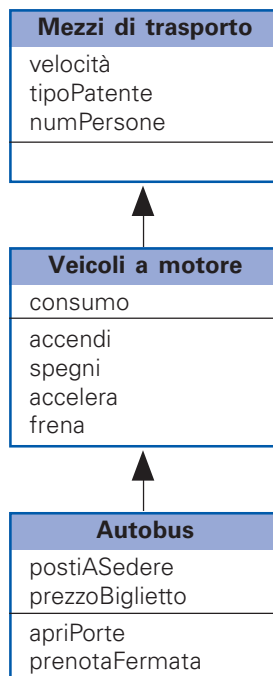 Mezzi di trasporto
velocità
tipoPatente
numPersone
Veicoli a motore
consumo
accendi
spegni
accelera
frena
Autobus
postiASedere
prezzoBiglietto
apriPorte
prenotaFermata